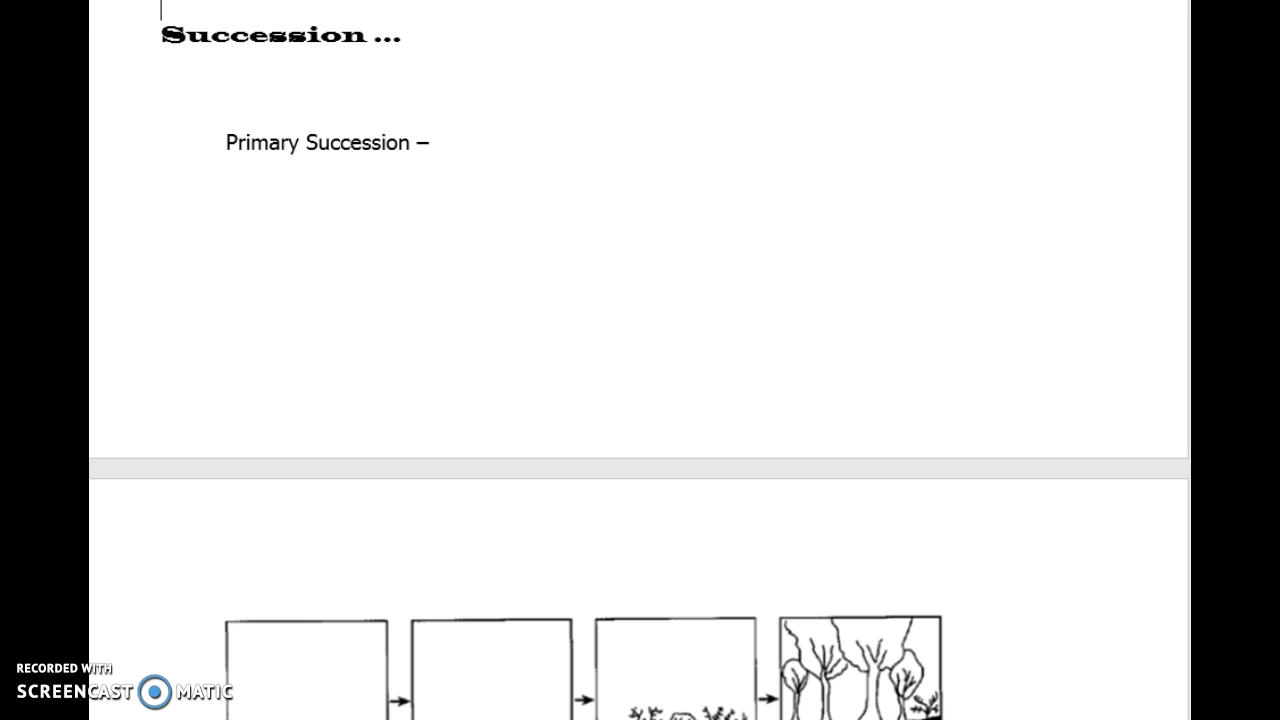 Succession ...
Primary Succession –
RECORDED WITH
SCREENCAST MATIC